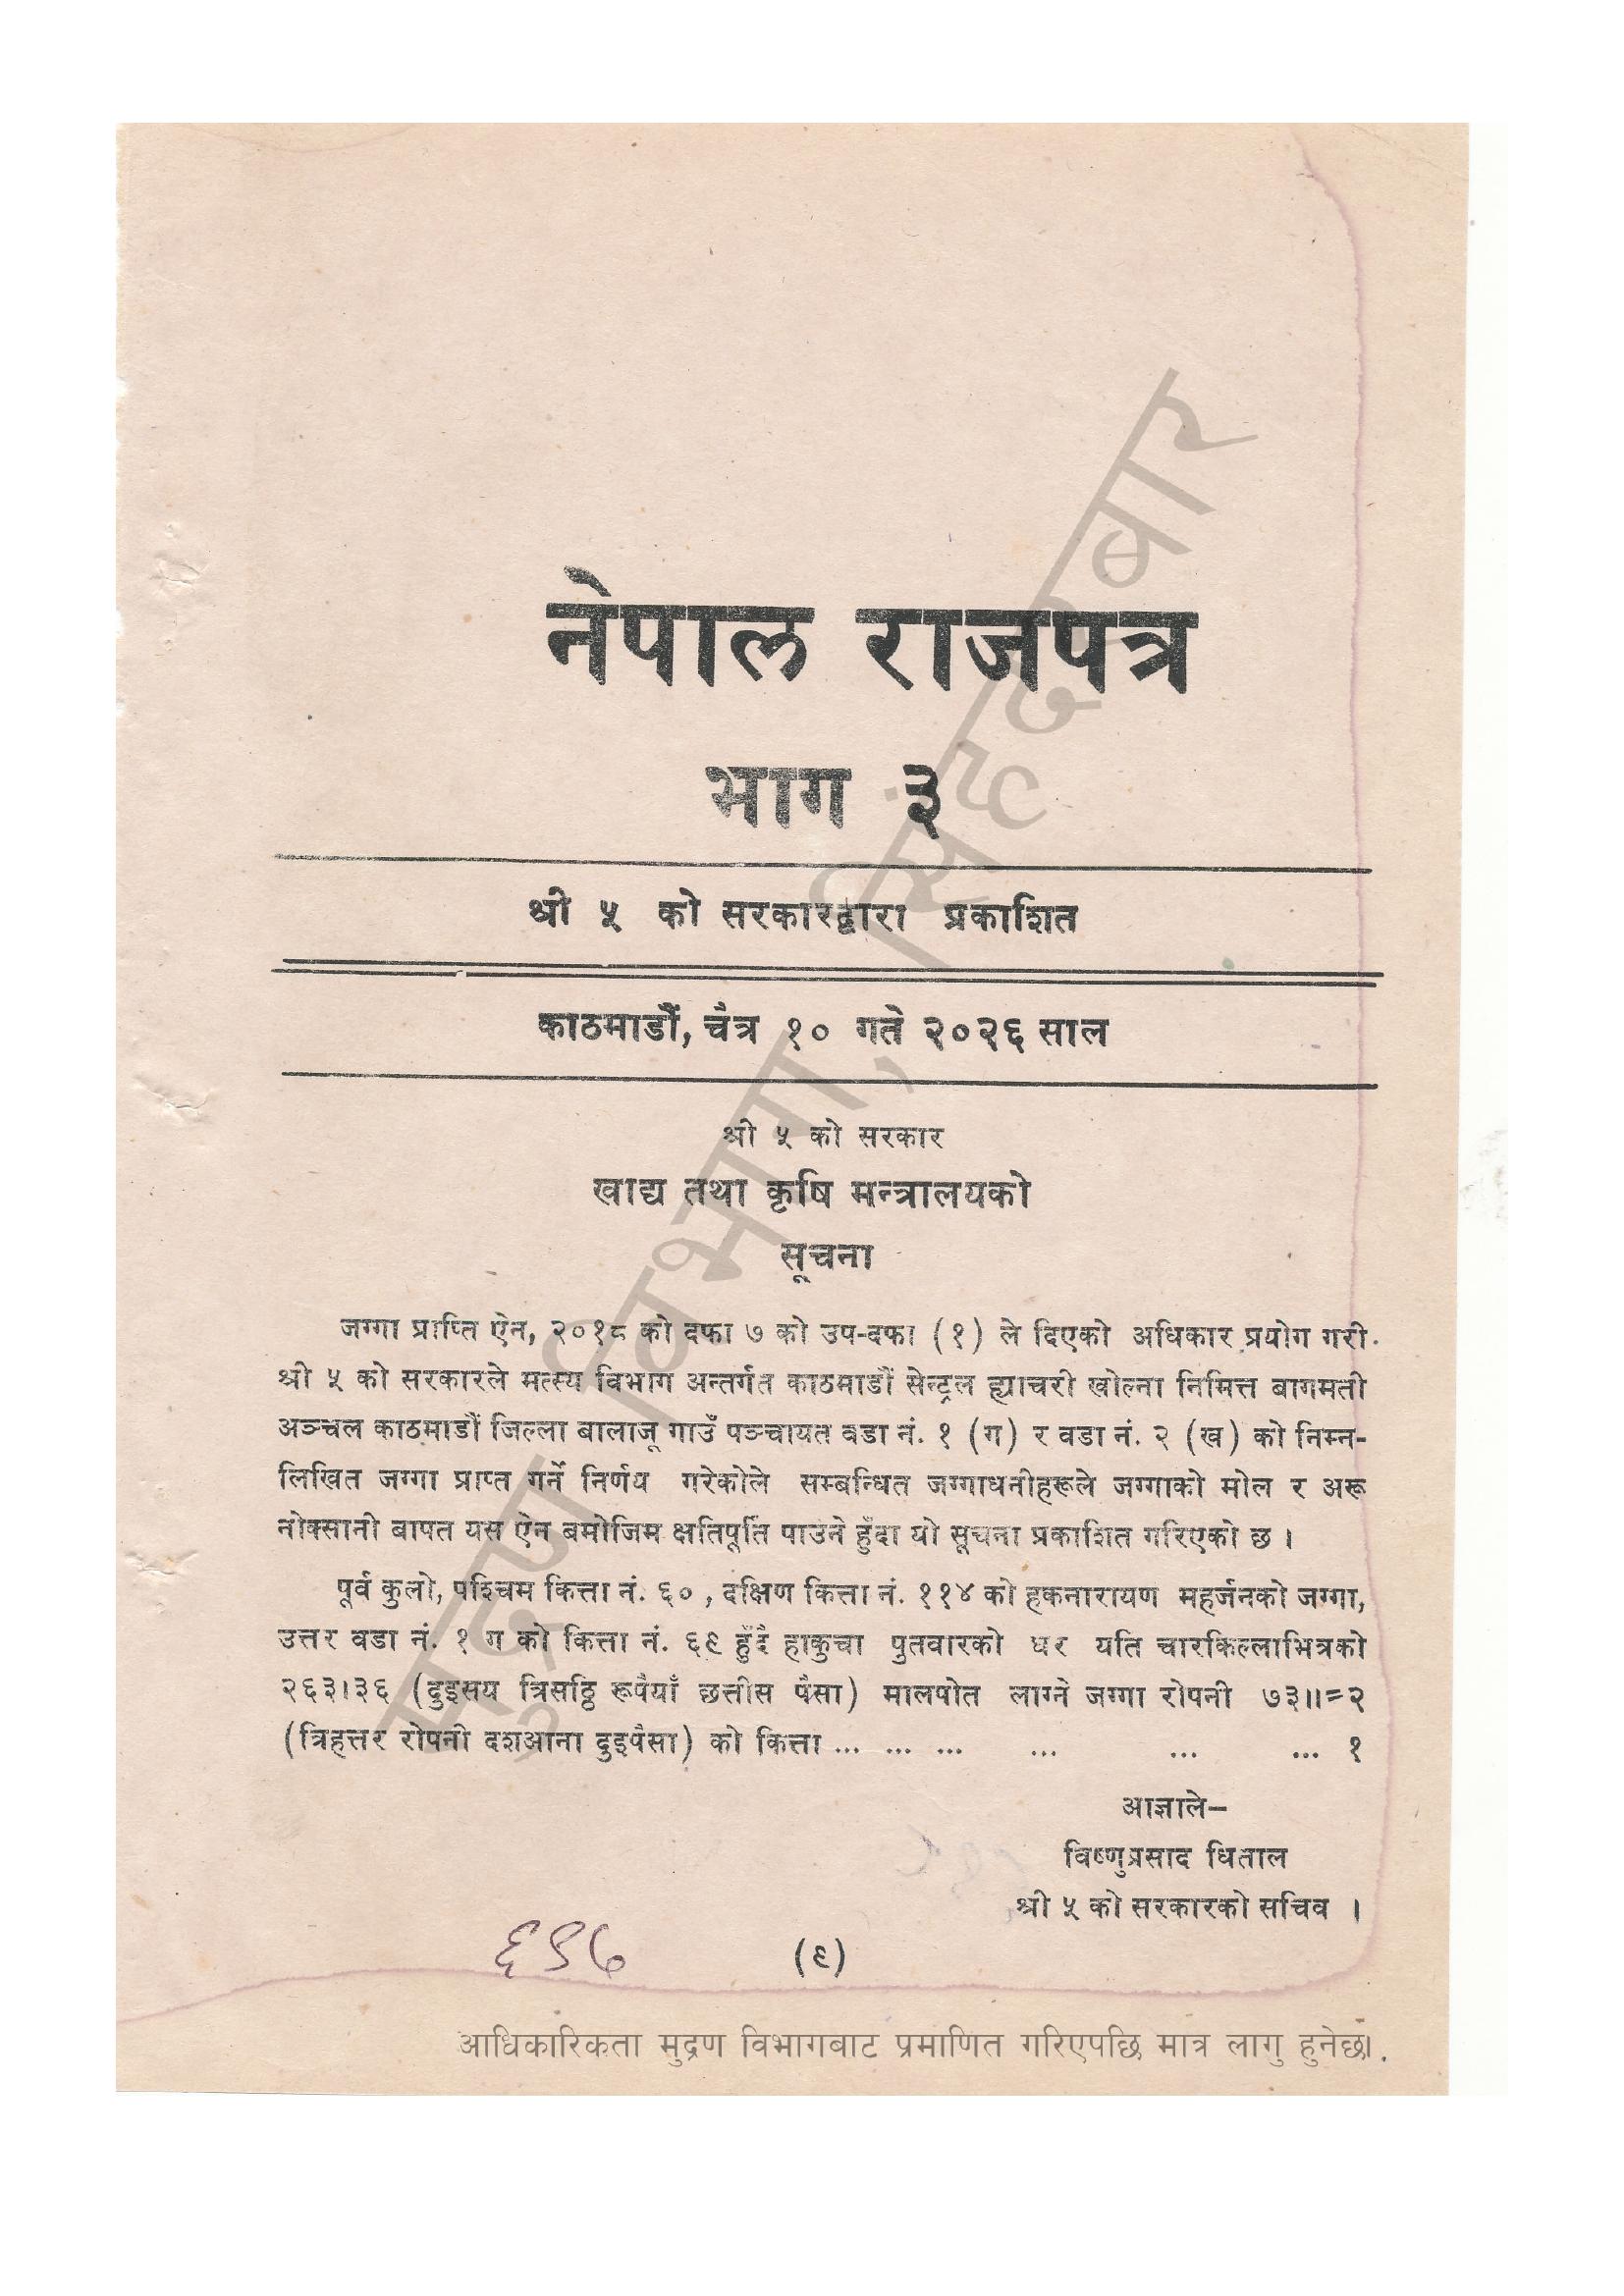 नेपाल राजपत्र
भाग ३
श्री ५ को सरकारद्वारा प्रकाशित
काठमाडौं, चैत्र १० गते २०२६ साल
श्री ५ को सरकार
खाद्य तथा कृषि मन्त्रालयको
सूचना
जग्गा प्राप्ति ऐन, २०१८ को दफा ७ को उप-दफा (१) ले दिएको अधिकार प्रयोग गरी
श्री ५ को सरकारले मत्स्य विभाग अन्तर्गत काठमाडौं सेन्ट्रल ह्याचरी खोल्ना निमित्त बागमती
अञ्चल काठमाडौं जिल्ला बालाजू गाउँ पञ्चायत वडा नं. १ (ग) र वडा नं. २ (ख) को निम्न-
लिखित जग्गा प्राप्त गर्ने निर्णय गरेकोले सम्बन्धित जग्गाधनीहरूले जग्गाको मोल र अरू
नोक्सानी बापत यस ऐन बमोजिम क्षतिपूर्ति पाउने हुँदा यो सूचना प्रकाशित गरिएको छ ।
पूर्व कुलो, पश्चिम कित्ता नं. ६० , दक्षिण कित्ता नं. ११४ को हकनारायण महर्जनको जग्गा,
उत्तर वडा नं. १ ग को कित्ता नं. ६९ हुँदै हाकुचा पुतवारको घर यति चारकिल्लाभित्रको
२६३।३६ (दुइसय त्रिसठ्ठि रूपैयाँ छत्तीस पैसा) मालपोत लाग्ने जग्गा रोपनी ७३॥=२
(त्रिहत्तर रोपनी दशआना दुइपैसा) को कित्ता ... ... ... ... ... ... १
आज्ञाले–
विष्णुप्रसाद धिताल
श्री ५ को सरकारको सचिव ।
६९७
(९)
आधिकारिकता मुद्रण विभागबाट प्रमाणित गरिएपछि मात्र लागु हुनेछ।
मुद्रण विभाग, सिंहदरबार